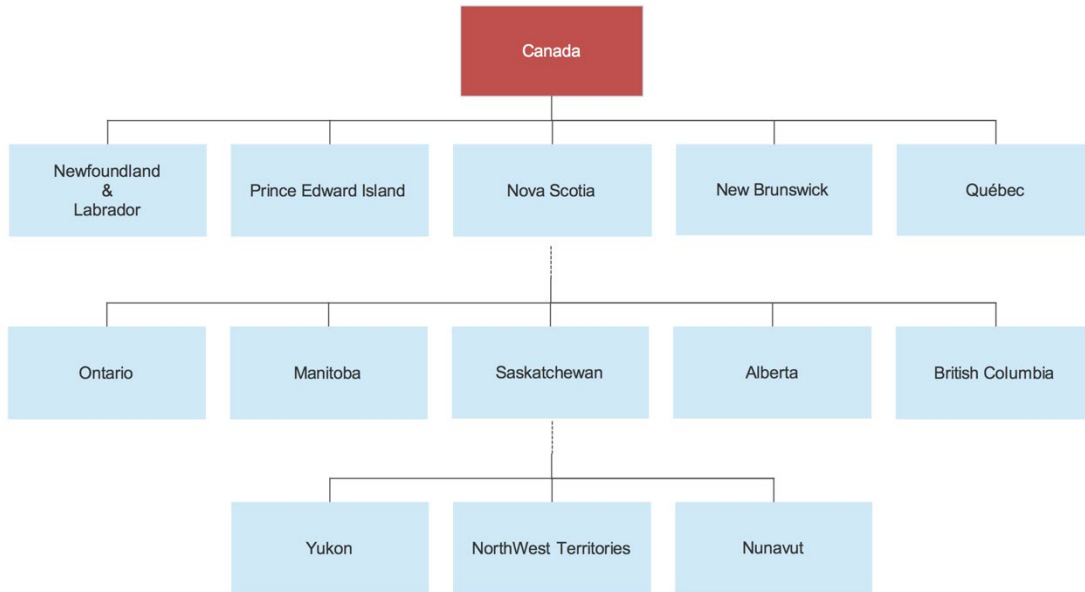 Canada
Newfoundland
&
Labrador
Prince Edward Island
Nova Scotia
New Brunswick
Québec
Ontario
Manitoba
Saskatchewan
Alberta
British Columbia
Yukon
NorthWest Territories
Nunavut